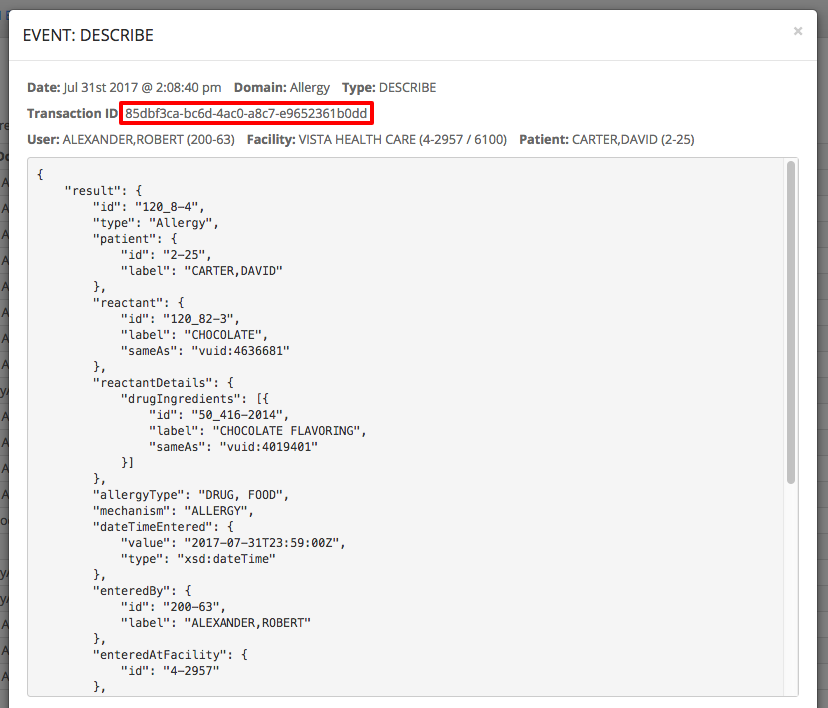 EVENT: DESCRIBE ×
Date: Jul 31st 2017 @ 2:08:40 pm Domain: Allergy Type: DESCRIBE
Transaction ID 85dbf3ca-bc6d-4ac0-a8c7-e9652361b0dd
User: ALEXANDER,ROBERT (200-63) Facility: VISTA HEALTH CARE (4-2957 / 6100) Patient: CARTER,DAVID (2-25)
{
    "result": {
        "id": "120_8-4",
        "type": "Allergy",
        "patient": {
            "id": "2-25",
            "label": "CARTER,DAVID"
        },
        "reactant": {
            "id": "120_82-3",
            "label": "CHOCOLATE",
            "sameAs": "vuid:4636681"
        },
        "reactantDetails": {
            "drugIngredients": [{
                "id": "50_416-2014",
                "label": "CHOCOLATE FLAVORING",
                "sameAs": "vuid:4019401"
            }]
        },
        "allergyType": "DRUG, FOOD",
        "mechanism": "ALLERGY",
        "dateTimeEntered": {
            "value": "2017-07-31T23:59:00Z",
            "type": "xsd:dateTime"
        },
        "enteredBy": {
            "id": "200-63",
            "label": "ALEXANDER,ROBERT"
        },
        "enteredAtFacility": {
            "id": "4-2957"
        },